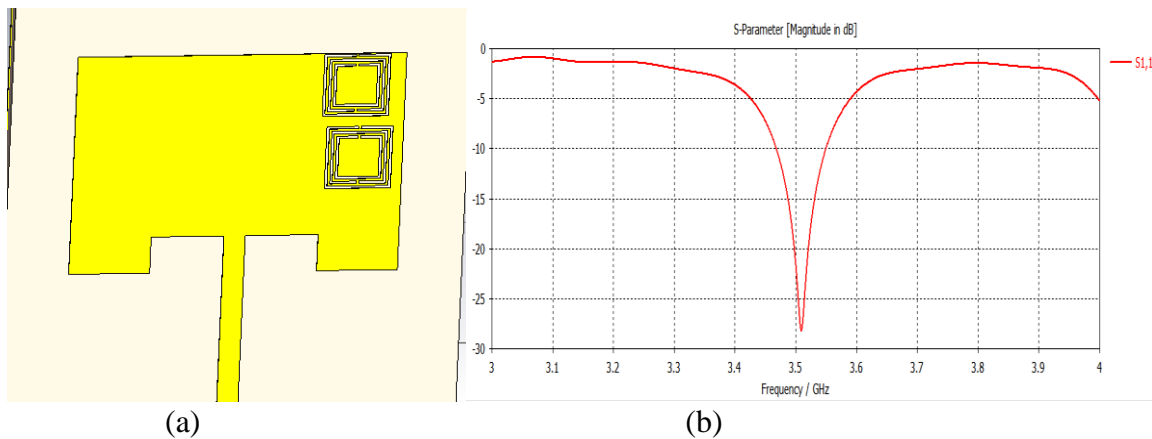 S-Parameter [Magnitude in dB]
0
-5
-10
-15
-20
-25
-30
3 3.1 3.2 3.3 3.4 3.5 3.6 3.7 3.8 3.9 4
Frequency / GHz
S1,1
(a) (b)